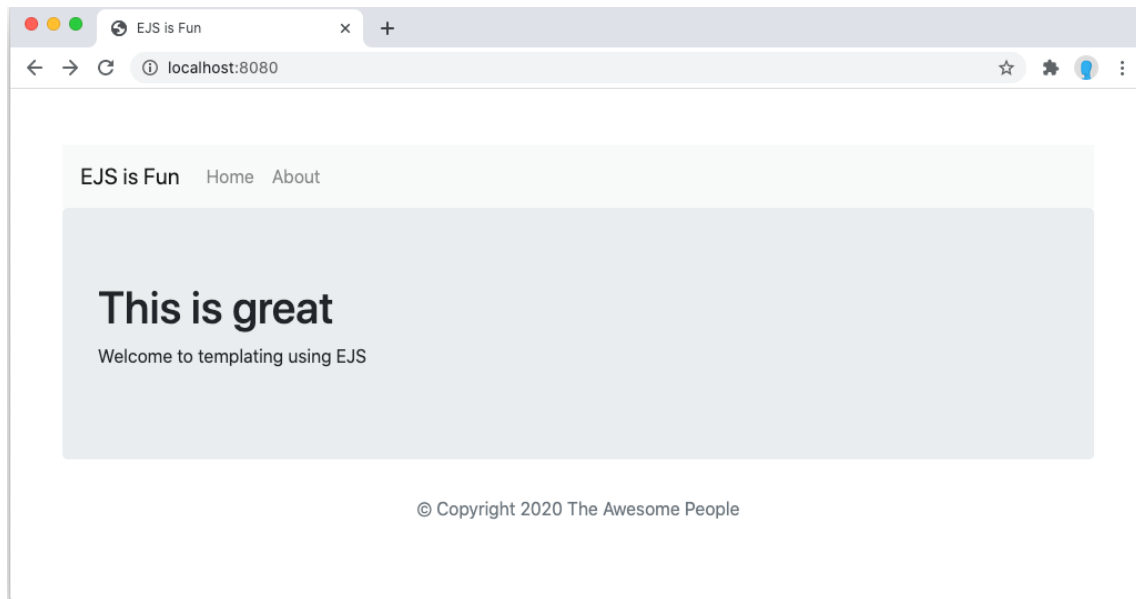 EJS is Fun
localhost:8080
EJS is Fun Home About
This is great
Welcome to templating using EJS
© Copyright 2020 The Awesome People